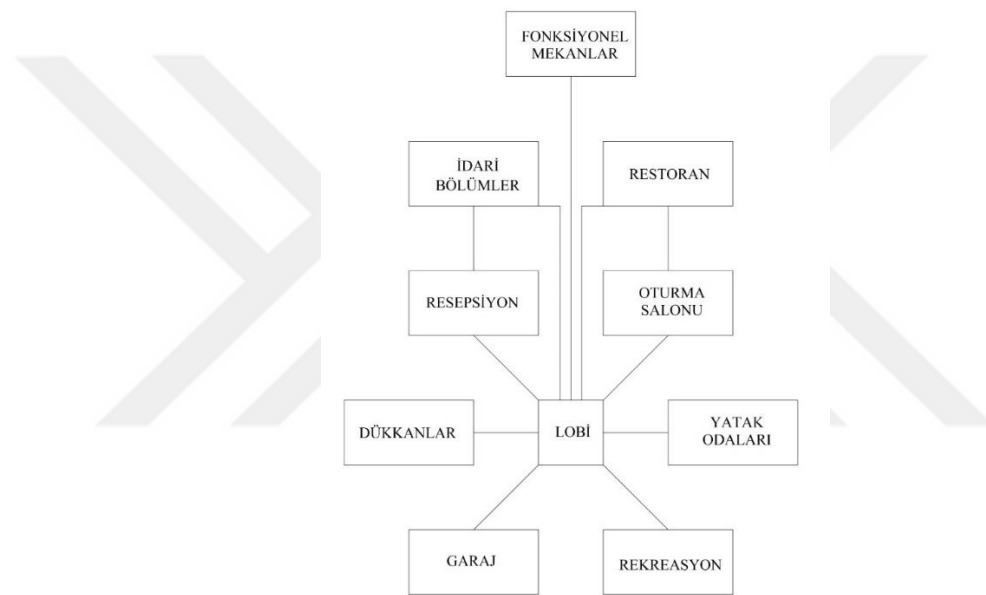 FONKSİYONEL
MEKANLAR
İDARİ
BÖLÜMLER
RESTORAN
RESEPSİYON
OTURMA
SALONU
DÜKKANLAR
LOBİ
YATAK
ODALARI
GARAJ
REKREASYON